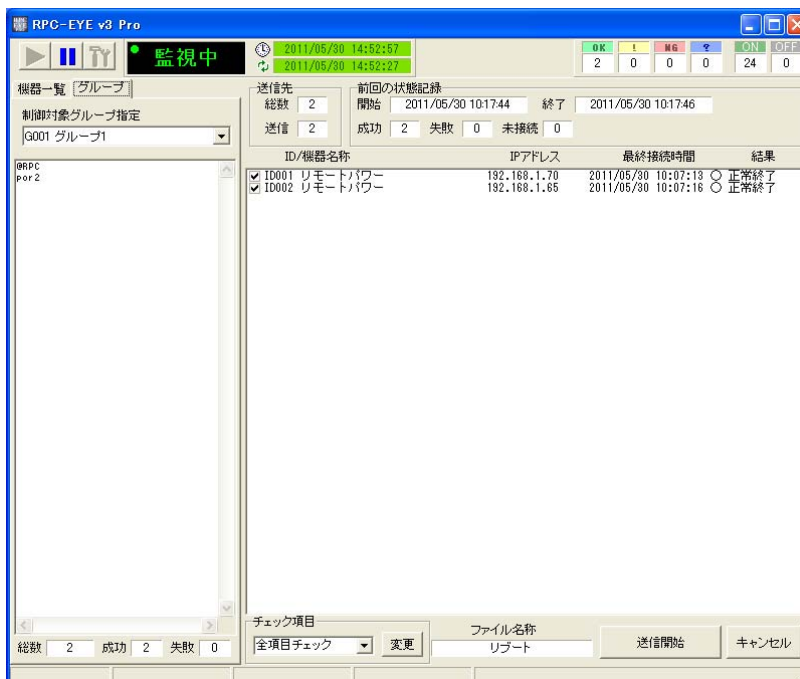 RPC-EYE v3 Pro
監視中
2011/05/30 14:52:57
2011/05/30 14:52:27
OK ! NG ? ON OFF
2 0 0 0 24 0
機器一覧 グループ
制御対象グループ指定
G001 グループ1
@RPC
por2
総数 2 成功 2 失敗 0
送信先
総数 2
送信 2
前回の状態記録
開始 2011/05/30 10:17:44 終了 2011/05/30 10:17:46
成功 2 失敗 0 未接続 0
ID/機器名称 IPアドレス 最終接続時間 結果
ID001 リモートパワー 192.168.1.70 2011/05/30 10:07:13 ○ 正常終了
ID002 リモートパワー 192.168.1.65 2011/05/30 10:07:16 ○ 正常終了
チェック項目
全項目チェック 変更
ファイル名称
リブート
送信開始 キャンセル